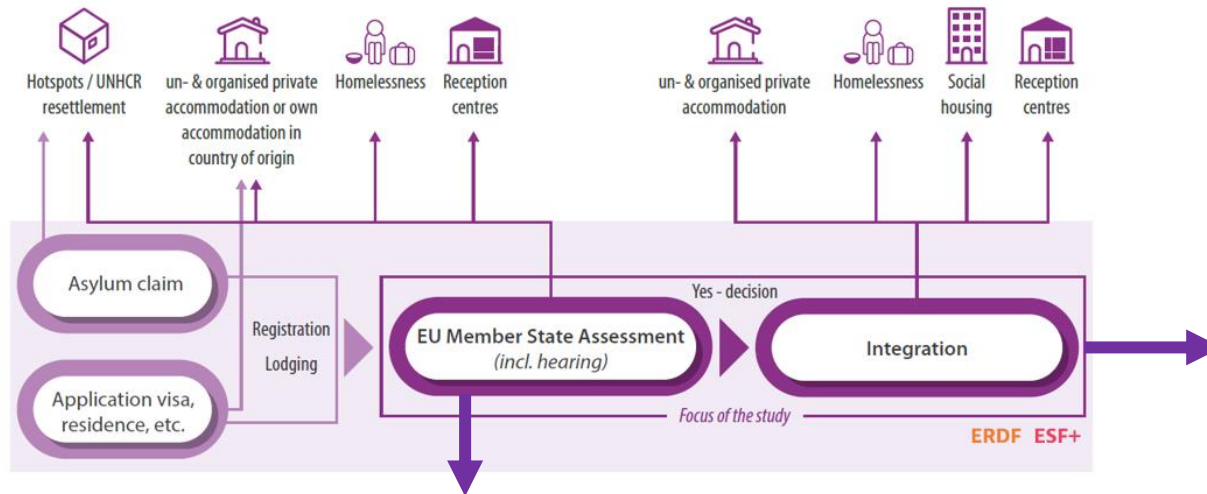 Hotspots / UNHCR
resettlement
un- & organised private
accommodation or own
accommodation in
country of origin
Homelessness
Reception
centres
un- & organised private
accommodation
Homelessness
Social
housing
Reception
centres
Asylum claim
Application visa,
residence, etc.
Registration
Lodging
EU Member State Assessment
(incl. hearing)
Yes - decision
Integration
Focus of the study
ERDF ESF+